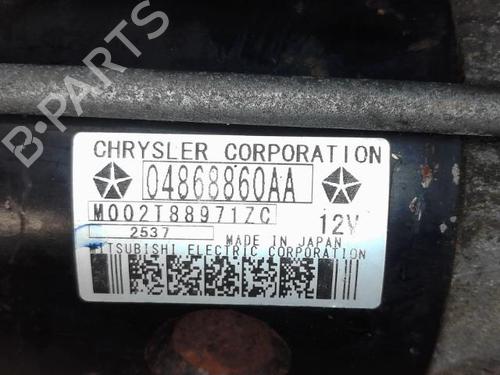 B-PARTS
CHRYSLER CORPORATION
04868860AA
M002T88971ZC 12V
2537 MADE IN JAPAN
MITSUBISHI ELECTRIC CORPORATION